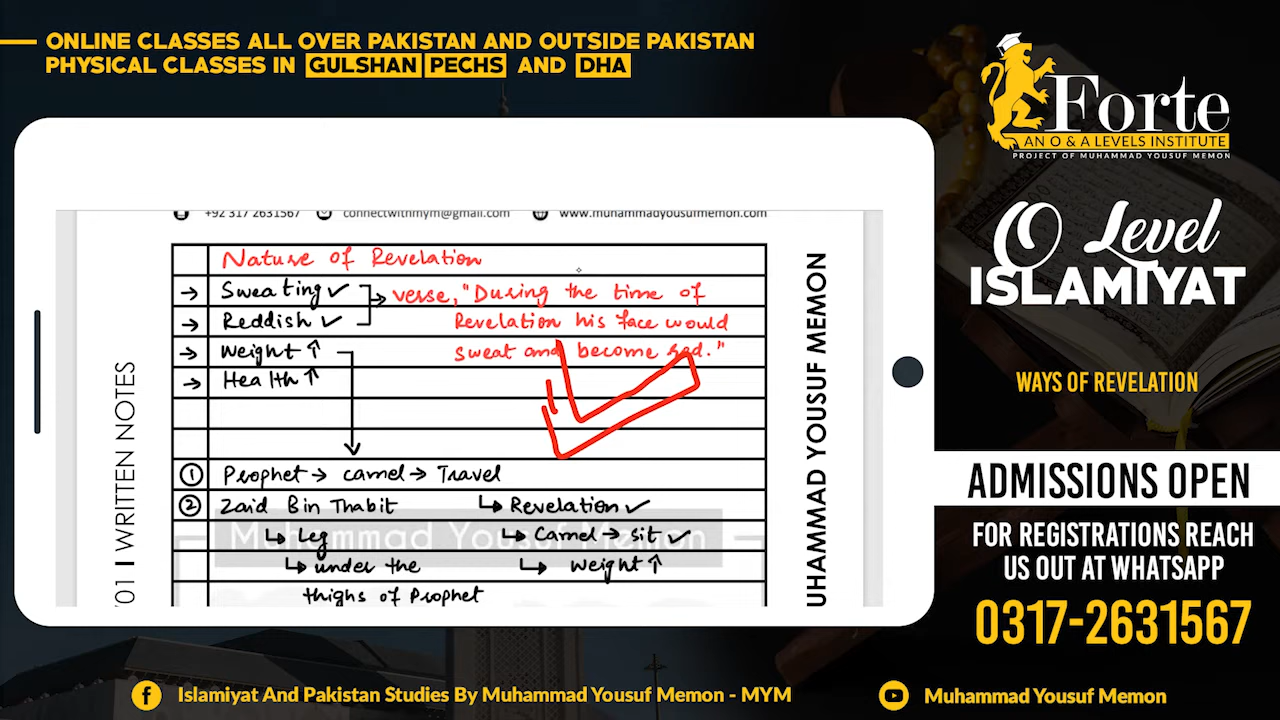 ONLINE CLASSES ALL OVER PAKISTAN AND OUTSIDE PAKISTAN
PHYSICAL CLASSES IN GULSHAN PECHS AND DHA
Forte
AN O & A LEVELS INSTITUTE
PROJECT OF MUHAMMAD YOUSUF MEMON
O Level
ISLAMIYAT
WAYS OF REVELATION
ADMISSIONS OPEN
FOR REGISTRATIONS REACH
US OUT AT WHATSAPP
0317-2631567
+92 317 2631567 connectwithmym@gmail.com www.muhammadyousufmemon.com
Nature of Revelation
→ Sweating ✓ → verse, "During the time of
→ Reddish ✓ Revelation his face would
→ Weight ↑ sweat and become red."
→ Health ↑
① Prophet → camel → Travel
② Zaid Bin Thabit ↳ Revelation ✓
↳ Leg ↳ Camel → sit ✓
↳ under the ↳ Weight ↑
thighs of Prophet
Muhammad Yousuf Memon
01 I WRITTEN NOTES
UHAMMAD YOUSUF MEMON
Islamiyat And Pakistan Studies By Muhammad Yousuf Memon - MYM
Muhammad Yousuf Memon